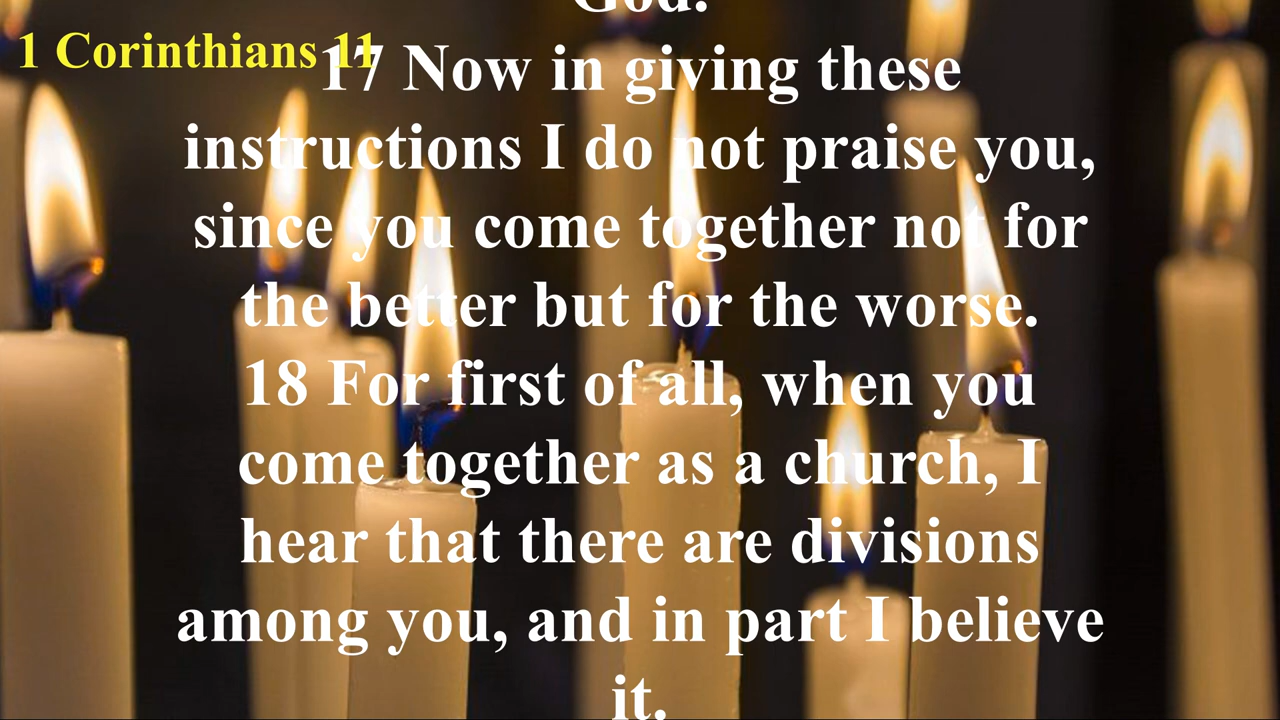 God.
1 Corinthians 11
17 Now in giving these
instructions I do not praise you,
since you come together not for
the better but for the worse.
18 For first of all, when you
come together as a church, I
hear that there are divisions
among you, and in part I believe
it.